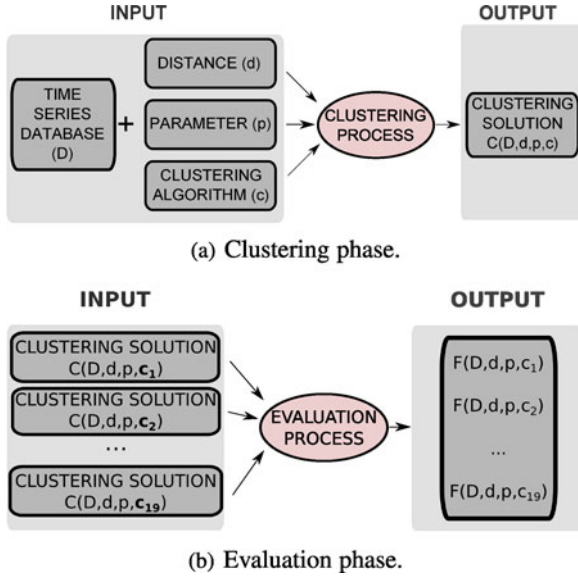 INPUT
OUTPUT
TIME
SERIES
DATABASE
(D)
+
DISTANCE (d)
PARAMETER (p)
CLUSTERING
ALGORITHM (c)
CLUSTERING
PROCESS
CLUSTERING
SOLUTION
C(D,d,p,c)
(a) Clustering phase.
INPUT
OUTPUT
CLUSTERING SOLUTION
C(D,d,p,c₁)
CLUSTERING SOLUTION
C(D,d,p,c₂)
...
CLUSTERING SOLUTION
C(D,d,p,c₁₉)
EVALUATION
PROCESS
F(D,d,p,c₁)
F(D,d,p,c₂)
...
F(D,d,p,c₁₉)
(b) Evaluation phase.